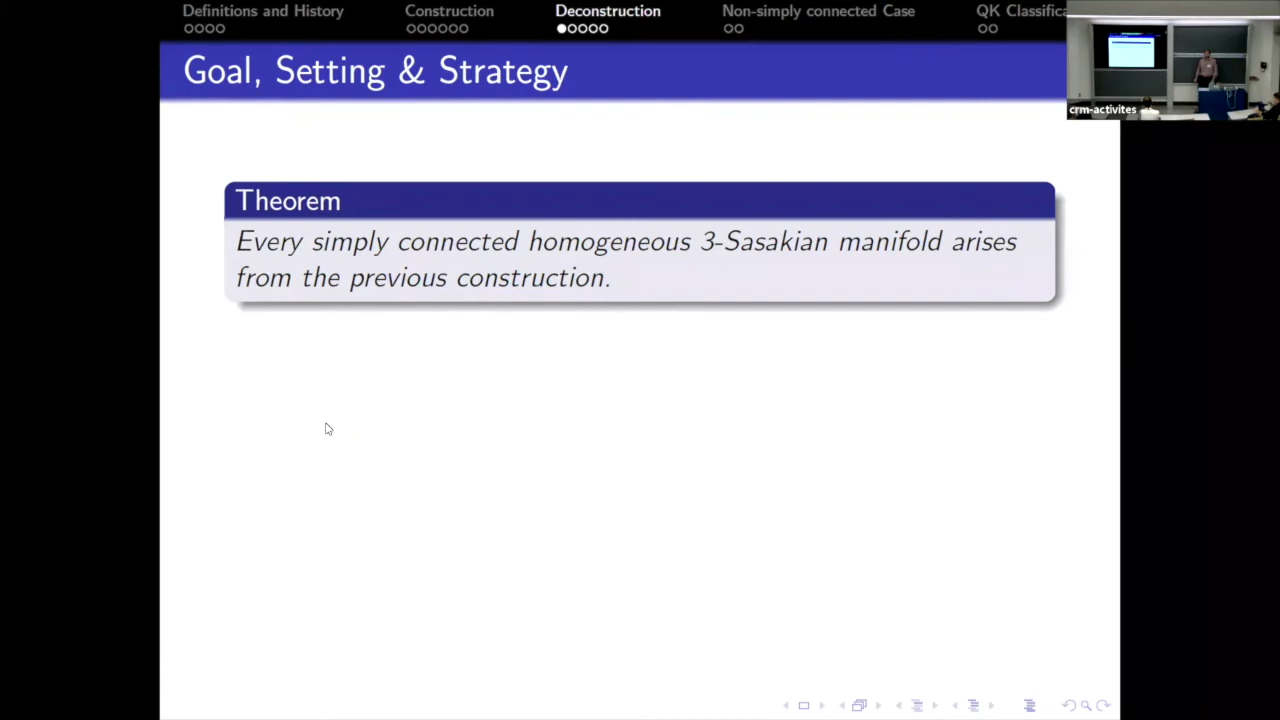 Definitions and History
Construction
Deconstruction
Non-simply connected Case
QK Classifica
Goal, Setting & Strategy
crm-activites
Theorem
Every simply connected homogeneous 3-Sasakian manifold arises
from the previous construction.